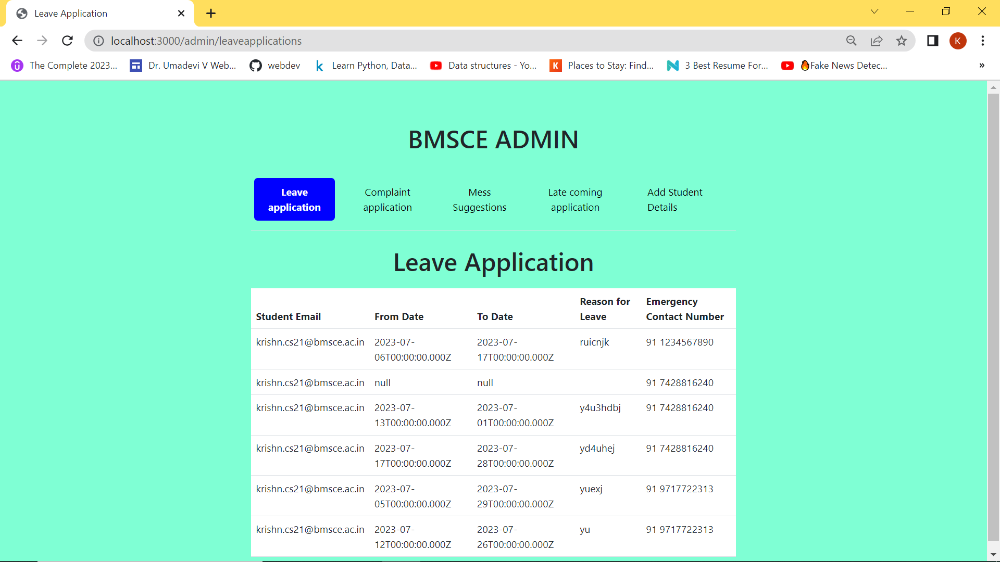 Leave Application
localhost:3000/admin/leaveapplications
K
The Complete 2023...
Dr. Umadevi V Web...
webdev
Learn Python, Data...
Data structures - Yo...
Places to Stay: Find...
3 Best Resume For...
🔥Fake News Detec...
»
BMSCE ADMIN
Leave application
Complaint application
Mess Suggestions
Late coming application
Add Student Details
Leave Application
Student Email From Date To Date Reason for Leave Emergency Contact Number
krishn.cs21@bmsce.ac.in 2023-07-06T00:00:00.000Z 2023-07-17T00:00:00.000Z ruicnjk 91 1234567890
krishn.cs21@bmsce.ac.in null null 91 7428816240
krishn.cs21@bmsce.ac.in 2023-07-13T00:00:00.000Z 2023-07-01T00:00:00.000Z y4u3hdbj 91 7428816240
krishn.cs21@bmsce.ac.in 2023-07-17T00:00:00.000Z 2023-07-28T00:00:00.000Z yd4uhej 91 7428816240
krishn.cs21@bmsce.ac.in 2023-07-05T00:00:00.000Z 2023-07-29T00:00:00.000Z yuexj 91 9717722313
krishn.cs21@bmsce.ac.in 2023-07-12T00:00:00.000Z 2023-07-26T00:00:00.000Z yu 91 9717722313